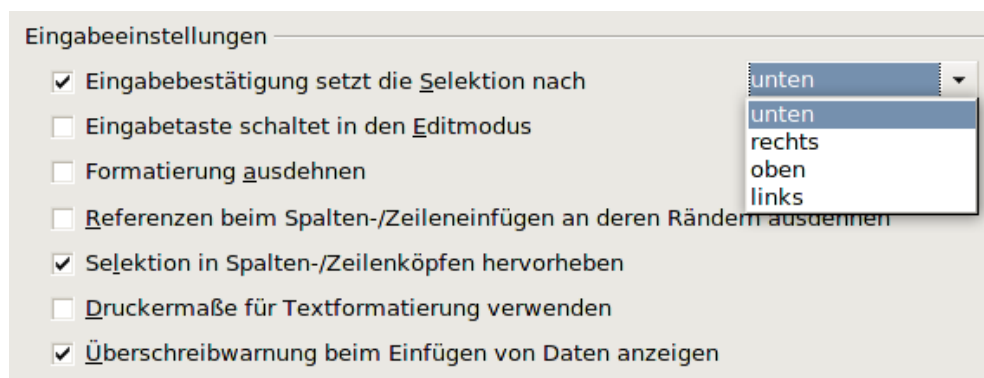 Eingabeeinstellungen
Eingabebestätigung setzt die Selektion nach unten
unten
Eingabetaste schaltet in den Editmodus
rechts
Formatierung ausdehnen
oben
links
Referenzen beim Spalten-/Zeileneinfügen an deren Rändern ausdehnen
Selektion in Spalten-/Zeilenköpfen hervorheben
Druckermaße für Textformatierung verwenden
Überschreibwarnung beim Einfügen von Daten anzeigen